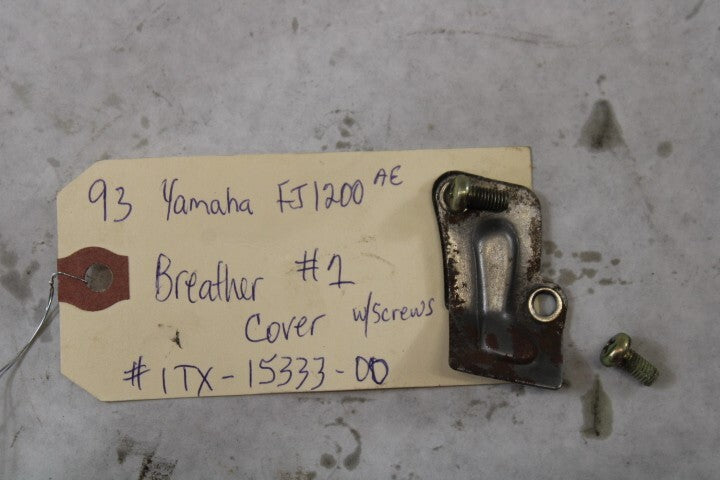 93 Yamaha FJ1200 AE
Breather #1
Cover w/screws
#1TX-15333-00